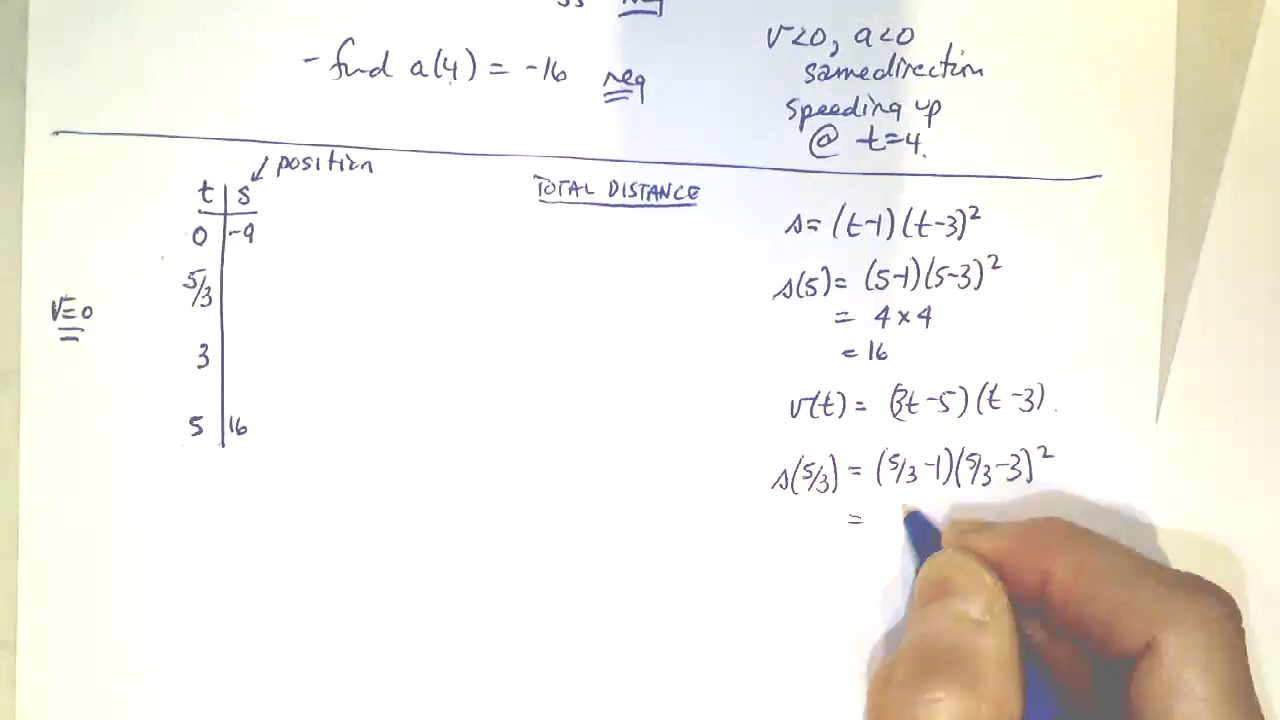 - find a(4) = -16 neg
v<0, a<0
same direction
speeding up
@ t=4.
↙ position
t | s
0 | -9
5/3
V=0
3
5 | 16
TOTAL DISTANCE
s = (t-1)(t-3)²
s(5) = (5-1)(5-3)²
= 4 × 4
= 16
v(t) = (3t-5)(t-3).
s(5/3) = (5/3-1)(5/3-3)²
=